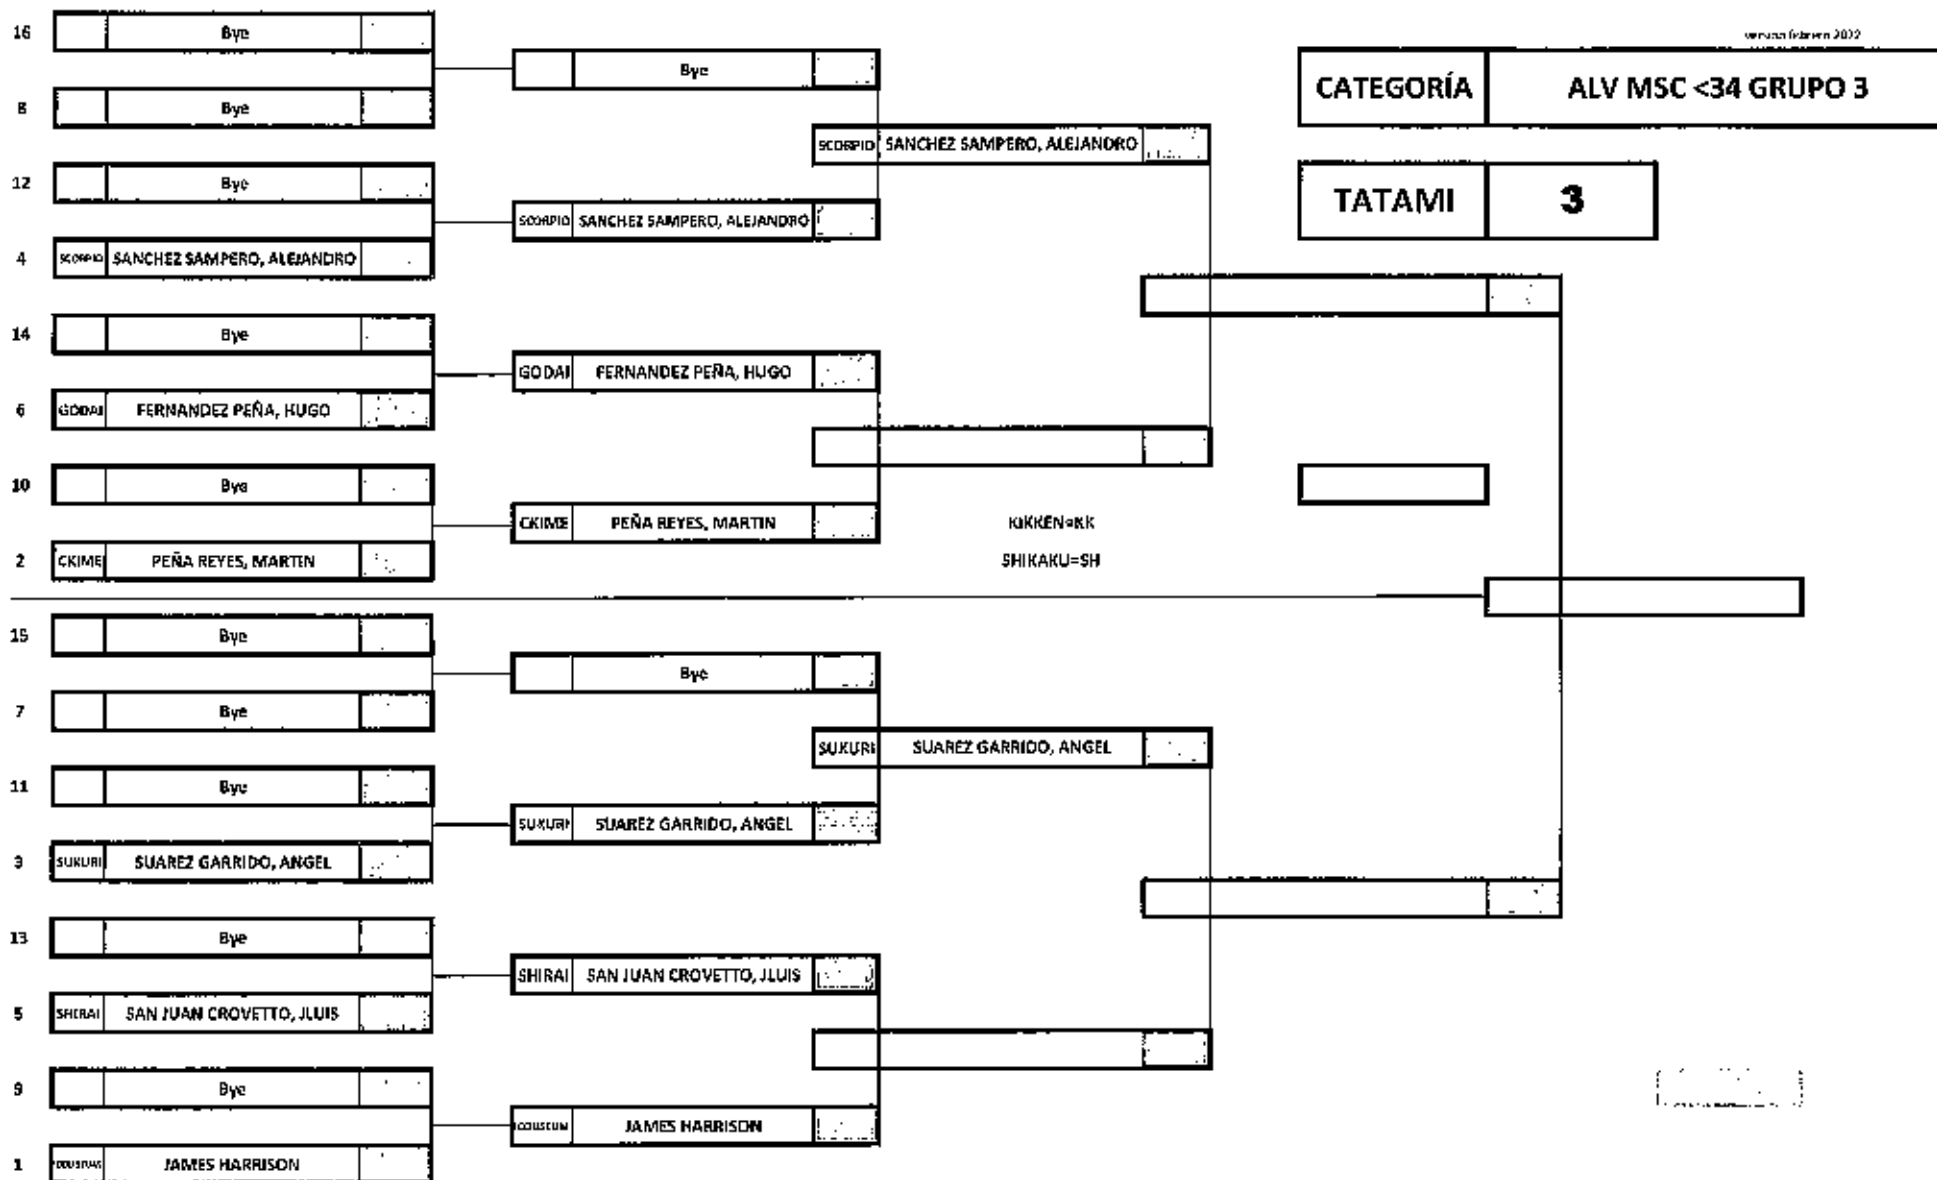 16 Bye
Bye
CATEGORÍA ALV MSC <34 GRUPO 3
8 Bye
SCORPIO SANCHEZ SAMPERO, ALEJANDRO
12 Bye
TATAMI 3
SCORPIO SANCHEZ SAMPERO, ALEJANDRO
4 SCORPIO SANCHEZ SAMPERO, ALEJANDRO
14 Bye
GODAI FERNANDEZ PEÑA, HUGO
6 GODAI FERNANDEZ PEÑA, HUGO
10 Bye
CKIME PEÑA REYES, MARTIN
KIKKEN=KK
2 CKIME PEÑA REYES, MARTIN
SHIKAKU=SH
15 Bye
Bye
7 Bye
SUKURI SUAREZ GARRIDO, ANGEL
11 Bye
SUKURI SUAREZ GARRIDO, ANGEL
3 SUKURI SUAREZ GARRIDO, ANGEL
13 Bye
SHIRAI SAN JUAN CROVETTO, JLUIS
5 SHIRAI SAN JUAN CROVETTO, JLUIS
9 Bye
JAMES HARRISON
1 JAMES HARRISON